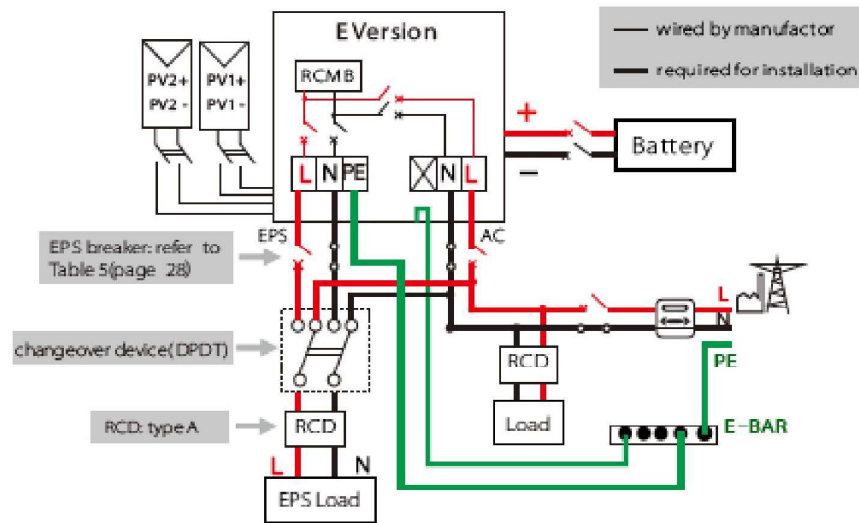 EVersion
wired by manufactor
required for installation
RCMB
PV2+
PV2 -
PV1+
PV1 -
+
−
Battery
L
N
PE
N
L
EPS
AC
EPS breaker: refer to
Table 5(page 28)
L
N
PE
changeover device(DPDT)
RCD
Load
E-BAR
RCD: type A
RCD
L
N
EPS Load